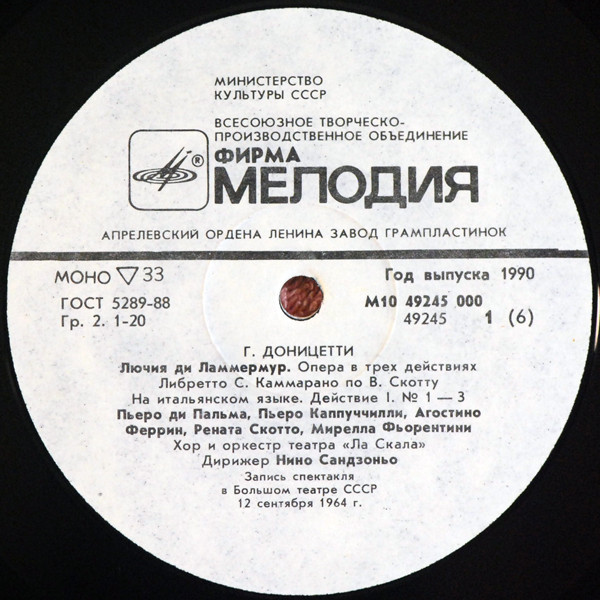 МИНИСТЕРСТВО
КУЛЬТУРЫ СССР
ВСЕСОЮЗНОЕ ТВОРЧЕСКО-
ПРОИЗВОДСТВЕННОЕ ОБЪЕДИНЕНИЕ
®
ФИРМА
МЕЛОДИЯ
АПРЕЛЕВСКИЙ ОРДЕНА ЛЕНИНА ЗАВОД ГРАМПЛАСТИНОК
МОНО ▽ 33
Год выпуска 1990
ГОСТ 5289-88
М10 49245 000
Гр. 2. 1-20
49245 1 (6)
Г. ДОНИЦЕТТИ
Лючия ди Ламмермур. Опера в трех действиях
Либретто С. Каммарано по В. Скотту
На итальянском языке. Действие I. № 1 — 3
Пьеро ди Пальма, Пьеро Каппуччилли, Агостино
Феррин, Рената Скотто, Мирелла Фьорентини
Хор и оркестр театра «Ла Скала»
Дирижер Нино Сандзоньо
Запись спектакля
в Большом театре СССР
12 сентября 1964 г.